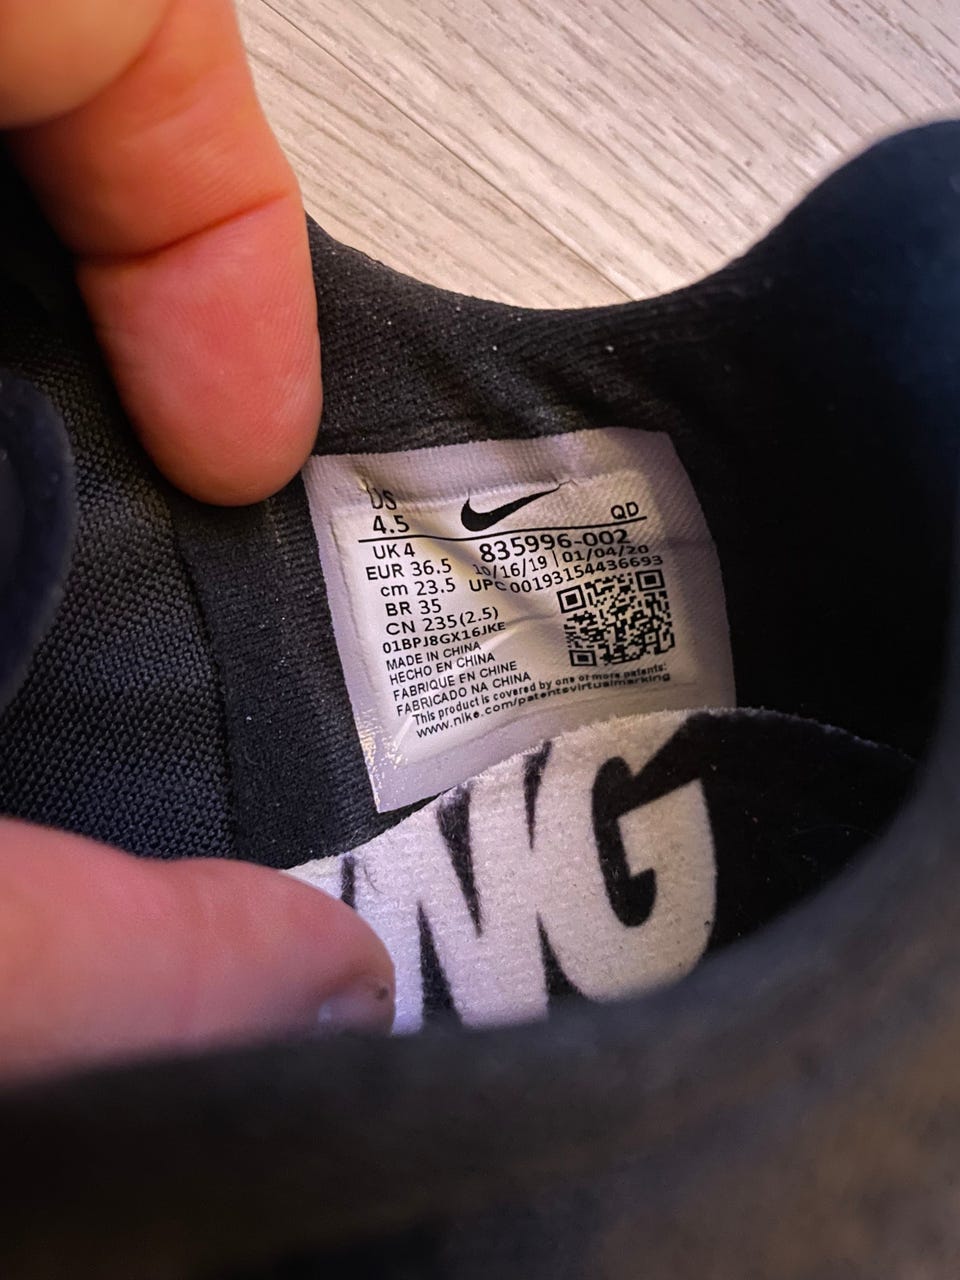 US
4.5
QD
UK 4
835996-002
EUR 36.5
10/16/19 | 01/04/20
cm 23.5
UPC 00193154436693
BR 35
CN 235(2.5)
01BPJ8GX16JKE
MADE IN CHINA
HECHO EN CHINA
FABRIQUE EN CHINE
FABRICADO NA CHINA
This product is covered by one or more patents:
www.nike.com/patentsvirtualmarking
NG